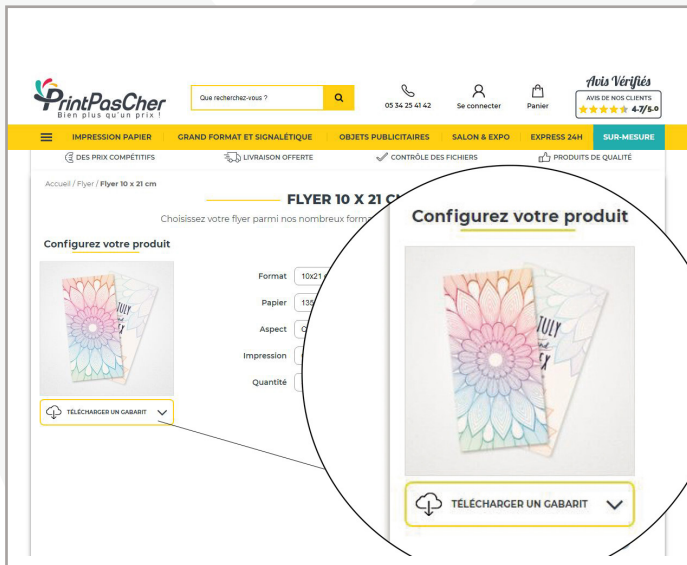 PrintPasCher
Bien plus qu'un prix !
Que recherchez-vous ?
05 34 25 41 42
Se connecter
Panier
Avis Vérifiés
AVIS DE NOS CLIENTS
4.7/5.0
IMPRESSION PAPIER GRAND FORMAT ET SIGNALÉTIQUE OBJETS PUBLICITAIRES SALON & EXPO EXPRESS 24H SUR-MESURE
DES PRIX COMPÉTITIFS LIVRAISON OFFERTE CONTRÔLE DES FICHIERS PRODUITS DE QUALITÉ
Accueil / Flyer / Flyer 10 x 21 cm
FLYER 10 X 21
Choisissez votre flyer parmi nos nombreux
Configurez votre produit
Format 10x21
Papier 135
Aspect
Impression
Quantité
TÉLÉCHARGER UN GABARIT
Configurez votre produit
TÉLÉCHARGER UN GABARIT